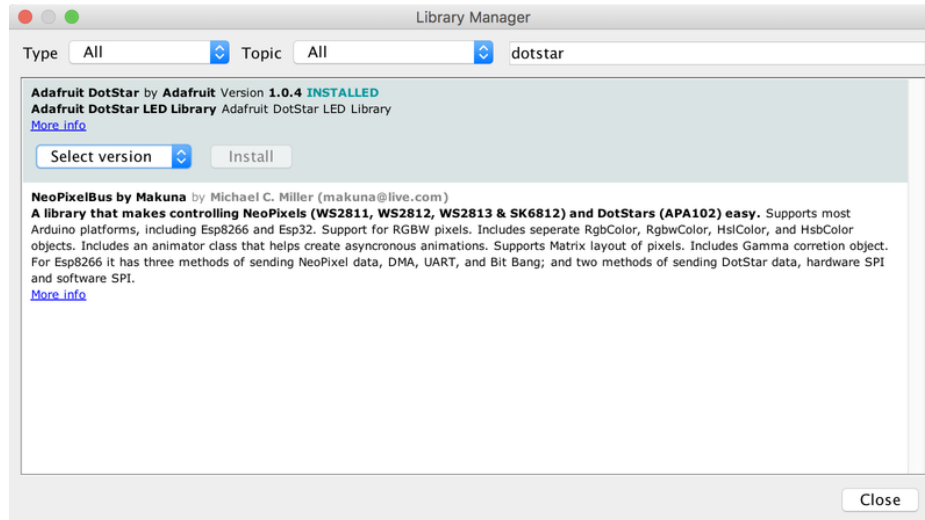 Library Manager
Type All Topic All dotstar
Adafruit DotStar by Adafruit Version 1.0.4 INSTALLED
Adafruit DotStar LED Library Adafruit DotStar LED Library
More info
Select version Install
NeoPixelBus by Makuna by Michael C. Miller (makuna@live.com)
A library that makes controlling NeoPixels (WS2811, WS2812, WS2813 & SK6812) and DotStars (APA102) easy. Supports most
Arduino platforms, including Esp8266 and Esp32. Support for RGBW pixels. Includes seperate RgbColor, RgbwColor, HslColor, and HsbColor
objects. Includes an animator class that helps create asyncronous animations. Supports Matrix layout of pixels. Includes Gamma corretion object.
For Esp8266 it has three methods of sending NeoPixel data, DMA, UART, and Bit Bang; and two methods of sending DotStar data, hardware SPI
and software SPI.
More info
Close